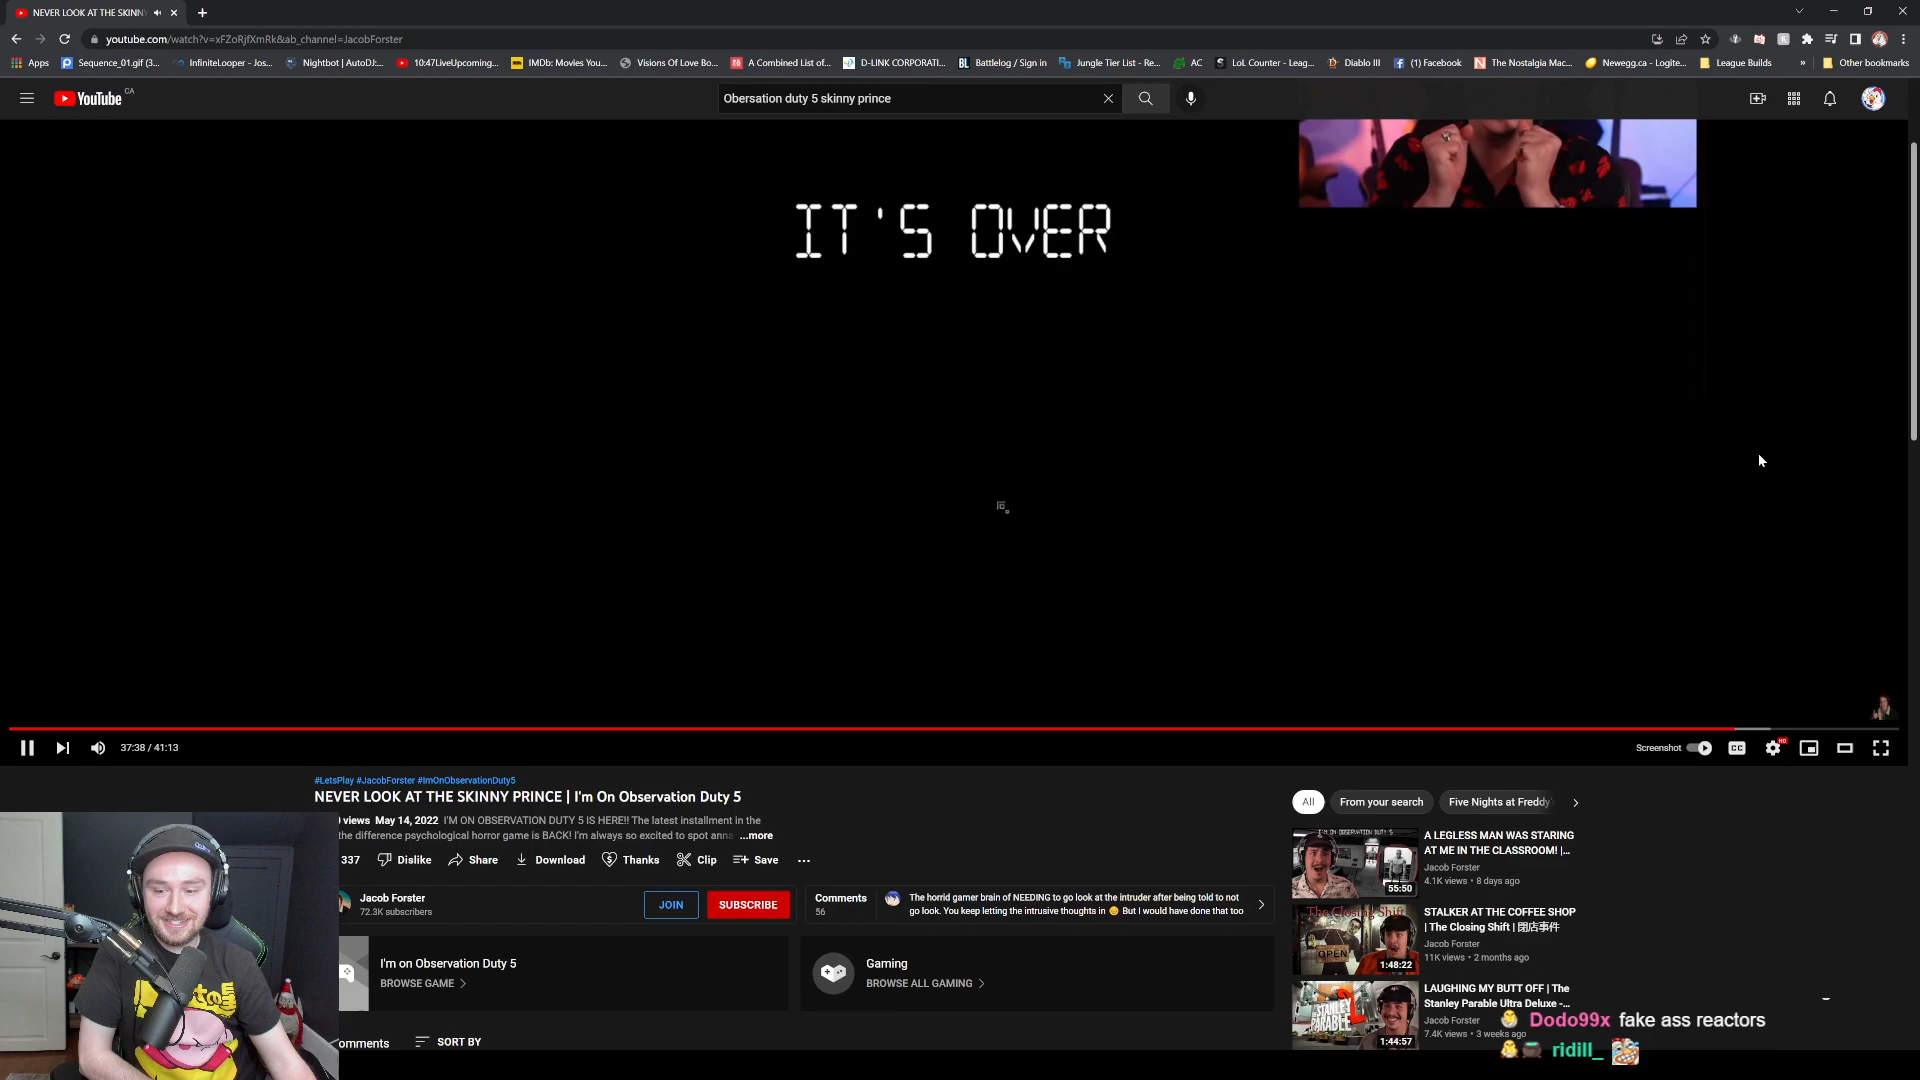 NEVER LOOK AT THE SKINN
youtube.com/watch?v=xFZoRjfXmRk&ab_channel=JacobForster
Apps
Sequence_01.gif (3...
InfiniteLooper - Jos...
Nightbot | AutoDJ:...
10:47LiveUpcoming...
IMDb: Movies You...
Visions Of Love Bo...
A Combined List of...
D-LINK CORPORATI...
Battlelog / Sign in
Jungle Tier List - Re...
AC
LoL Counter - Leag...
Diablo III
(1) Facebook
The Nostalgia Mac...
Newegg.ca - Logite...
League Builds
»
Other bookmarks
YouTube CA
Obersation duty 5 skinny prince
IT'S OVER
37:38 / 41:13
Screenshot
CC
HD
#LetsPlay #JacobForster #ImOnObservationDuty5
NEVER LOOK AT THE SKINNY PRINCE | I'm On Observation Duty 5
views May 14, 2022 I'M ON OBSERVATION DUTY 5 IS HERE!! The latest installment in the
the difference psychological horror game is BACK! I'm always so excited to spot anna ...more
337
Dislike
Share
Download
Thanks
Clip
Save
Jacob Forster
72.3K subscribers
JOIN
SUBSCRIBE
Comments
56
The horrid gamer brain of NEEDING to go look at the intruder after being told to not
go look. You keep letting the intrusive thoughts in 😔 But I would have done that too
I'm on Observation Duty 5
BROWSE GAME
Gaming
BROWSE ALL GAMING
omments
SORT BY
All
From your search
Five Nights at Freddy'
I'M ON OBSERVATION DUTY 5
55:50
A LEGLESS MAN WAS STARING
AT ME IN THE CLASSROOM! |...
Jacob Forster
4.1K views • 8 days ago
The Closing Shift
OPEN
1:48:22
STALKER AT THE COFFEE SHOP
| The Closing Shift | 閉店事件
Jacob Forster
11K views • 2 months ago
STANLEY
PARABLE
1:44:57
LAUGHING MY BUTT OFF | The
Stanley Parable Ultra Deluxe -...
Jacob Forster
7.4K views • 3 weeks ago
Dodo99x fake ass reactors
ridill_